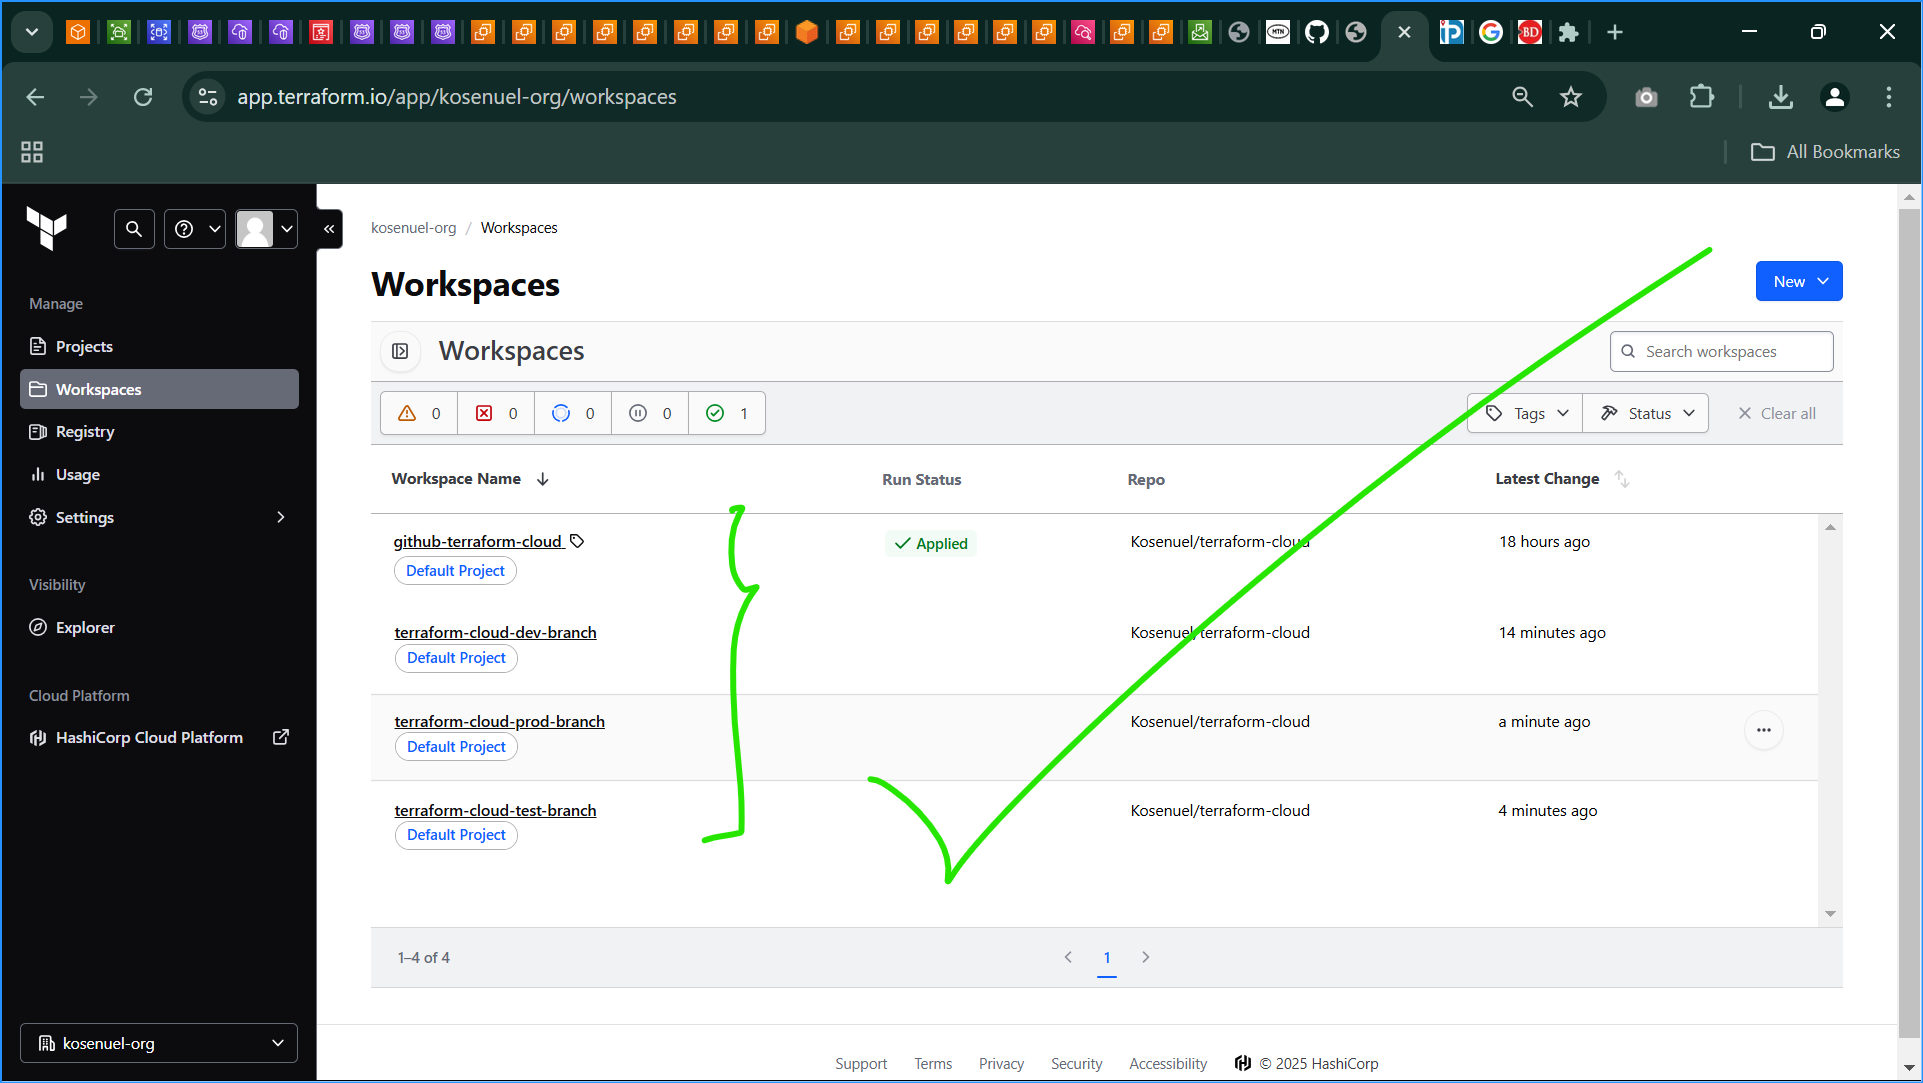 app.terraform.io/app/kosenuel-org/workspaces
All Bookmarks
kosenuel-org / Workspaces
Workspaces
New
Manage
Projects
Workspaces
Registry
Usage
Settings
Visibility
Explorer
Cloud Platform
HashiCorp Cloud Platform
kosenuel-org
Workspaces
Search workspaces
0 0 0 0 1
Tags Status Clear all
Workspace Name Run Status Repo Latest Change
github-terraform-cloud Applied Kosenuel/terraform-cloud 18 hours ago
Default Project
terraform-cloud-dev-branch Kosenuel/terraform-cloud 14 minutes ago
Default Project
terraform-cloud-prod-branch Kosenuel/terraform-cloud a minute ago
Default Project
terraform-cloud-test-branch Kosenuel/terraform-cloud 4 minutes ago
Default Project
1–4 of 4 1
Support Terms Privacy Security Accessibility © 2025 HashiCorp